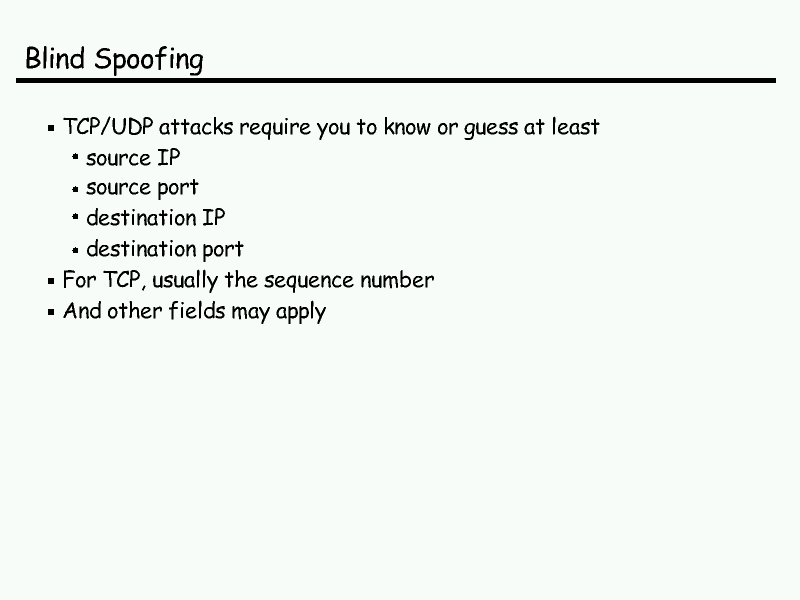 Blind Spoofing
▪ TCP/UDP attacks require you to know or guess at least
▪ source IP
▪ source port
▪ destination IP
▪ destination port
▪ For TCP, usually the sequence number
▪ And other fields may apply